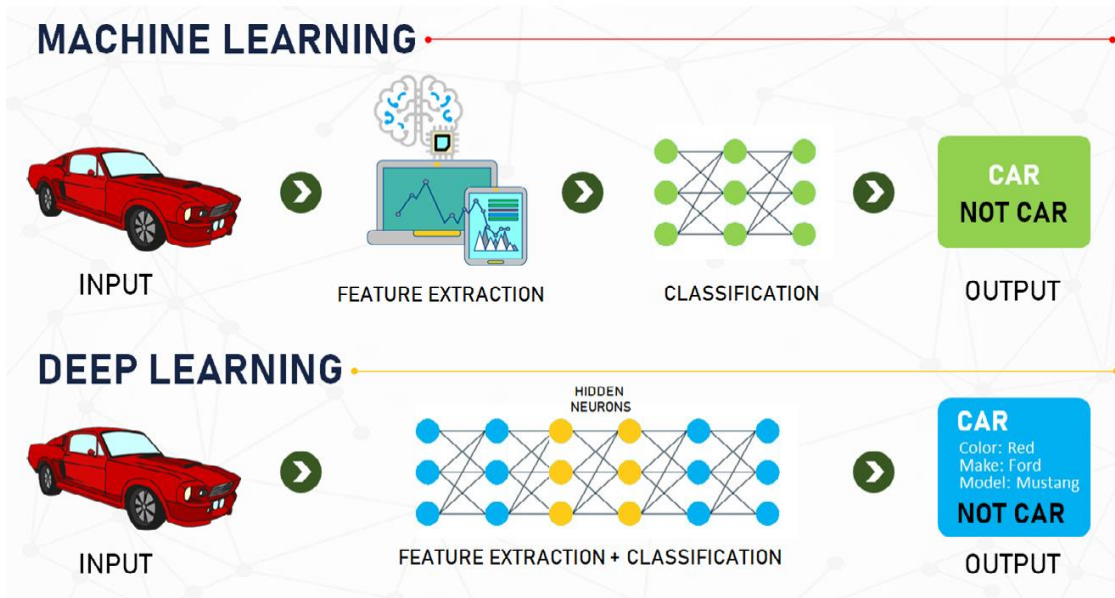 MACHINE LEARNING
INPUT
FEATURE EXTRACTION
CLASSIFICATION
CAR
NOT CAR
OUTPUT
DEEP LEARNING
INPUT
HIDDEN
NEURONS
FEATURE EXTRACTION + CLASSIFICATION
CAR
Color: Red
Make: Ford
Model: Mustang
NOT CAR
OUTPUT